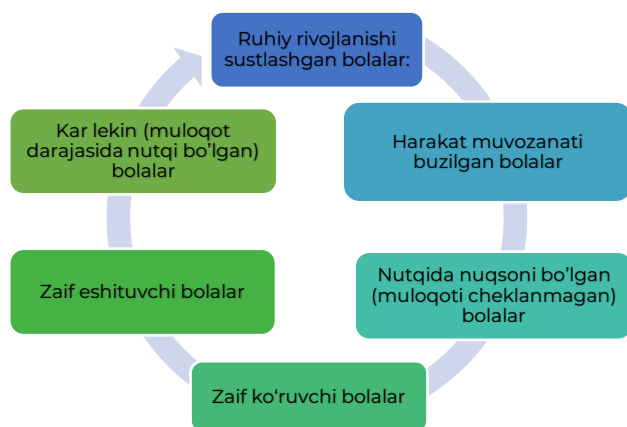 Ruhiy rivojlanishi
sustlashgan bolalar:
Harakat muvozanati
buzilgan bolalar
Nutqida nuqsoni bo’lgan
(muloqoti cheklanmagan)
bolalar
Zaif ko‘ruvchi bolalar
Zaif eshituvchi bolalar
Kar lekin (muloqot
darajasida nutqi bo’lgan)
bolalar